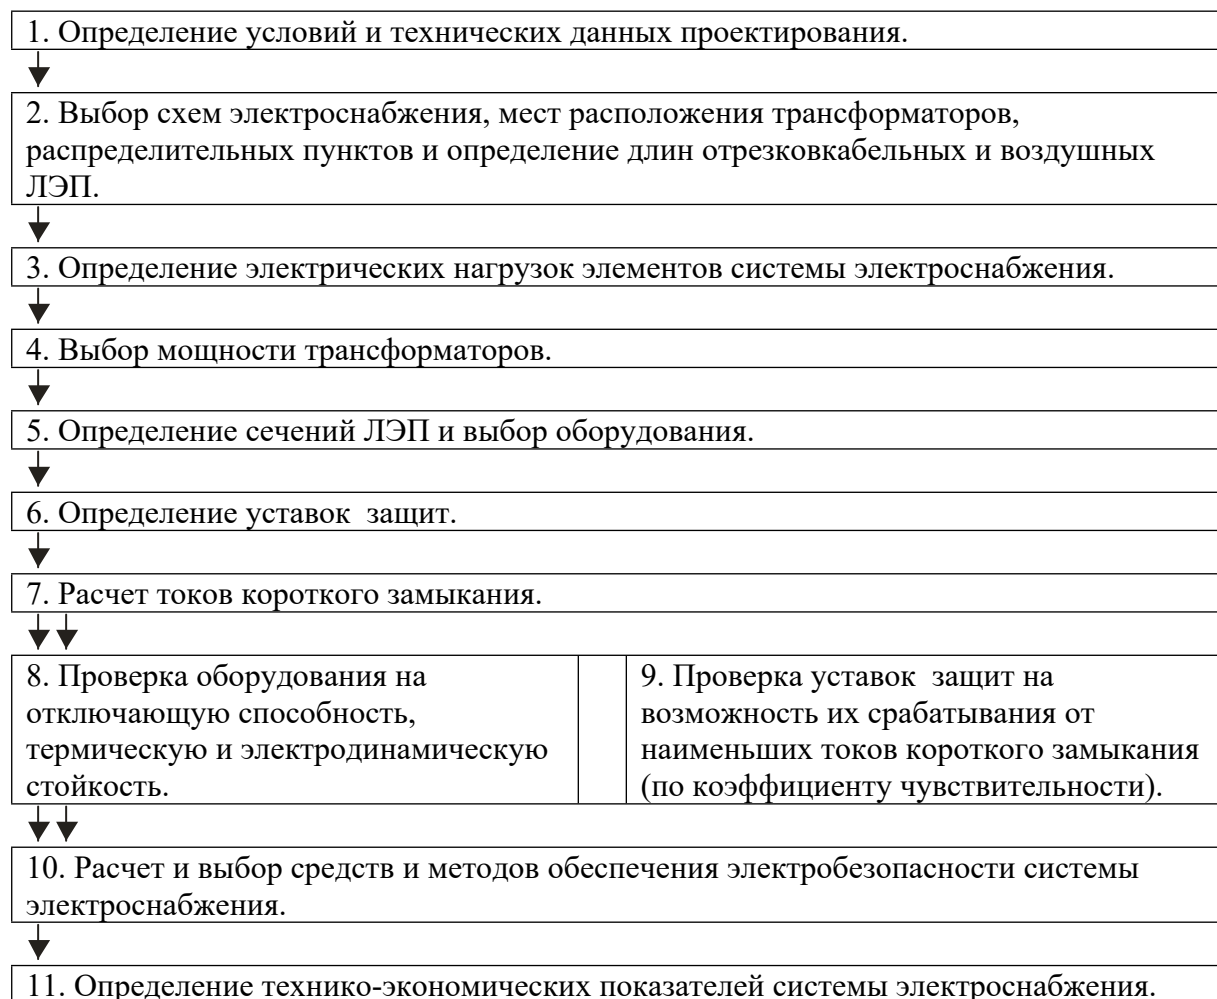 1. Определение условий и технических данных проектирования.
2. Выбор схем электроснабжения, мест расположения трансформаторов,
распределительных пунктов и определение длин отрезковкабельных и воздушных
ЛЭП.
3. Определение электрических нагрузок элементов системы электроснабжения.
4. Выбор мощности трансформаторов.
5. Определение сечений ЛЭП и выбор оборудования.
6. Определение уставок защит.
7. Расчет токов короткого замыкания.
8. Проверка оборудования на
отключающую способность,
термическую и электродинамическую
стойкость.
9. Проверка уставок защит на
возможность их срабатывания от
наименьших токов короткого замыкания
(по коэффициенту чувствительности).
10. Расчет и выбор средств и методов обеспечения электробезопасности системы
электроснабжения.
11. Определение технико-экономических показателей системы электроснабжения.